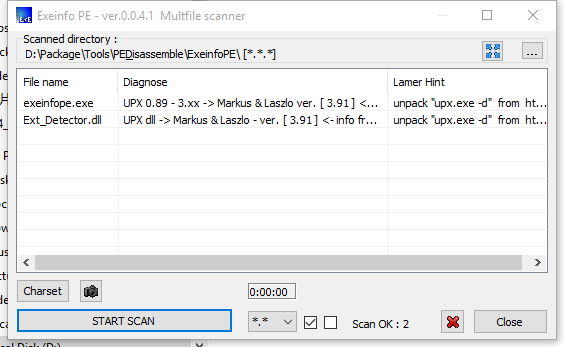 Exeinfo PE - ver.0.0.4.1 Multfile scanner
Scanned directory :
D:\Package\Tools\PEDisassemble\ExeinfoPE\ [*.*.*]
...
File name Diagnose Lamer Hint
exeinfope.exe UPX 0.89 - 3.xx -> Markus & Laszlo ver. [ 3.91 ] <... unpack "upx.exe -d" from ht...
Ext_Detector.dll UPX dll -> Markus & Laszlo - ver. [ 3.91 ] <- info fr... unpack "upx.exe -d" from ht...
Charset 0:00:00
START SCAN *.* Scan OK : 2 Close
al Disk (D:)